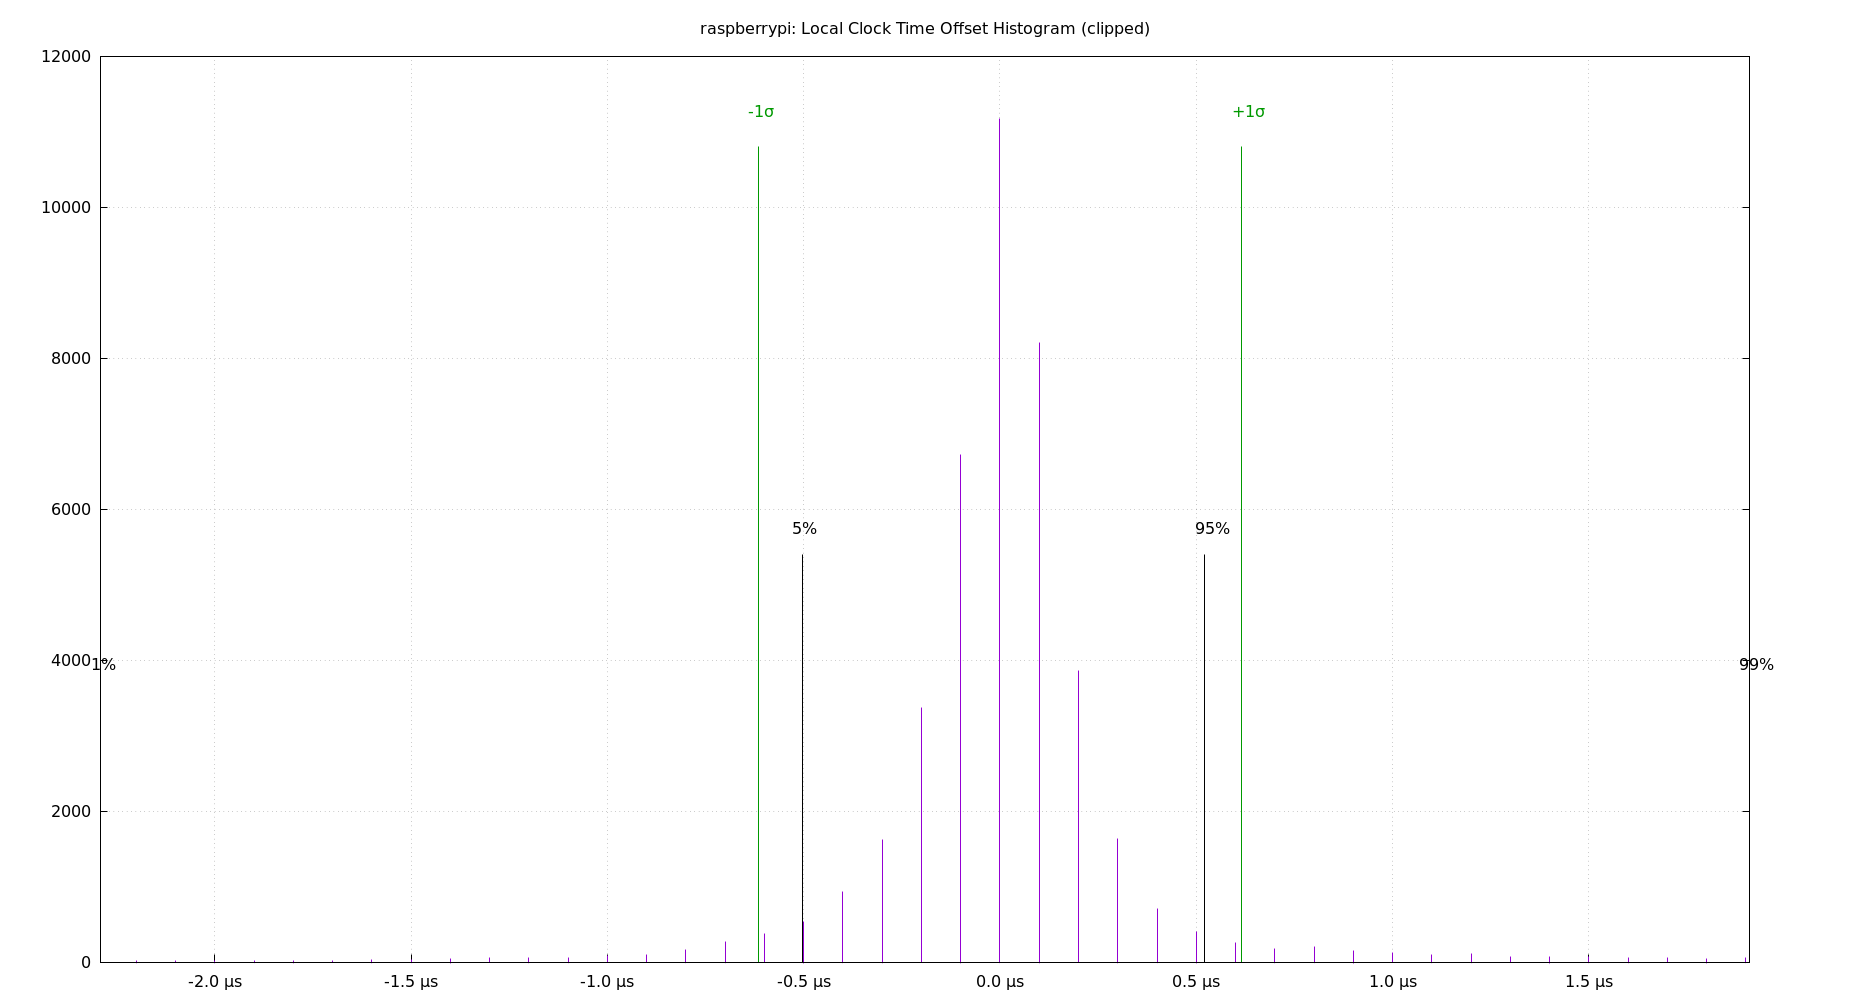 raspberrypi: Local Clock Time Offset Histogram (clipped)
12000
-1σ +1σ
10000
8000
6000
5% 95%
4000 1% 99%
2000
0
-2.0 µs -1.5 µs -1.0 µs -0.5 µs 0.0 µs 0.5 µs 1.0 µs 1.5 µs